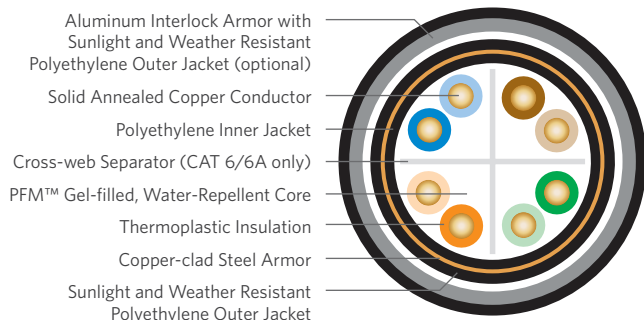 Aluminum Interlock Armor with
Sunlight and Weather Resistant
Polyethylene Outer Jacket (optional)
Solid Annealed Copper Conductor
Polyethylene Inner Jacket
Cross-web Separator (CAT 6/6A only)
PFM™ Gel-filled, Water-Repellent Core
Thermoplastic Insulation
Copper-clad Steel Armor
Sunlight and Weather Resistant
Polyethylene Outer Jacket